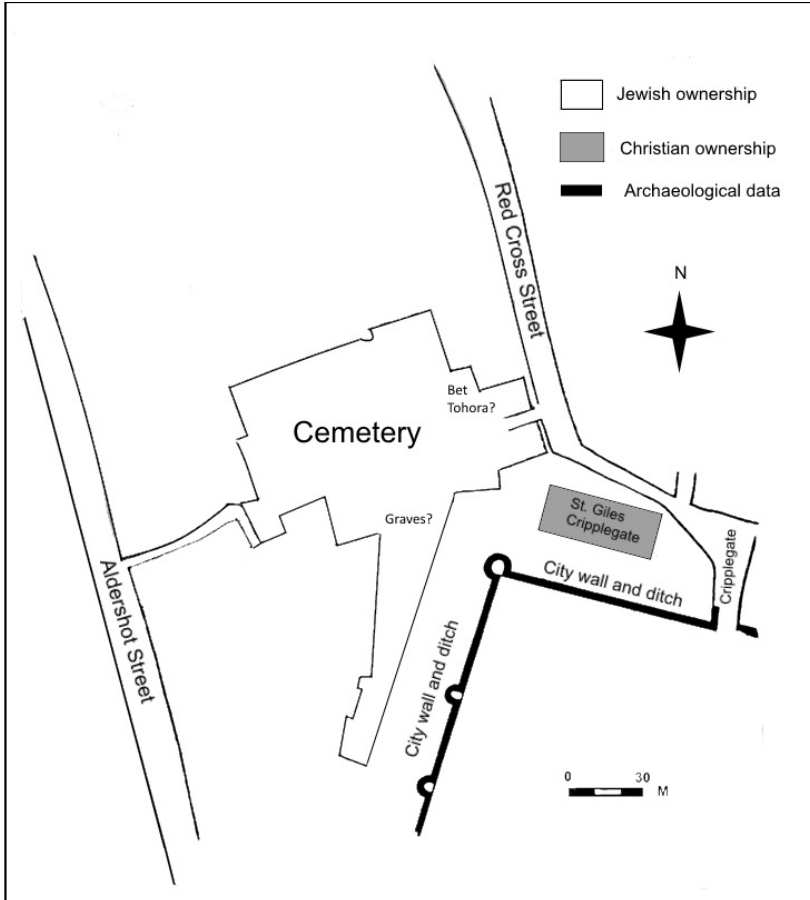 Jewish ownership
Christian ownership
Archaeological data
Red Cross Street
N
Bet
Tohora?
Cemetery
St. Giles
Cripplegate
Graves?
Cripplegate
City wall and ditch
Aldershot Street
City wall and ditch
0 30
M